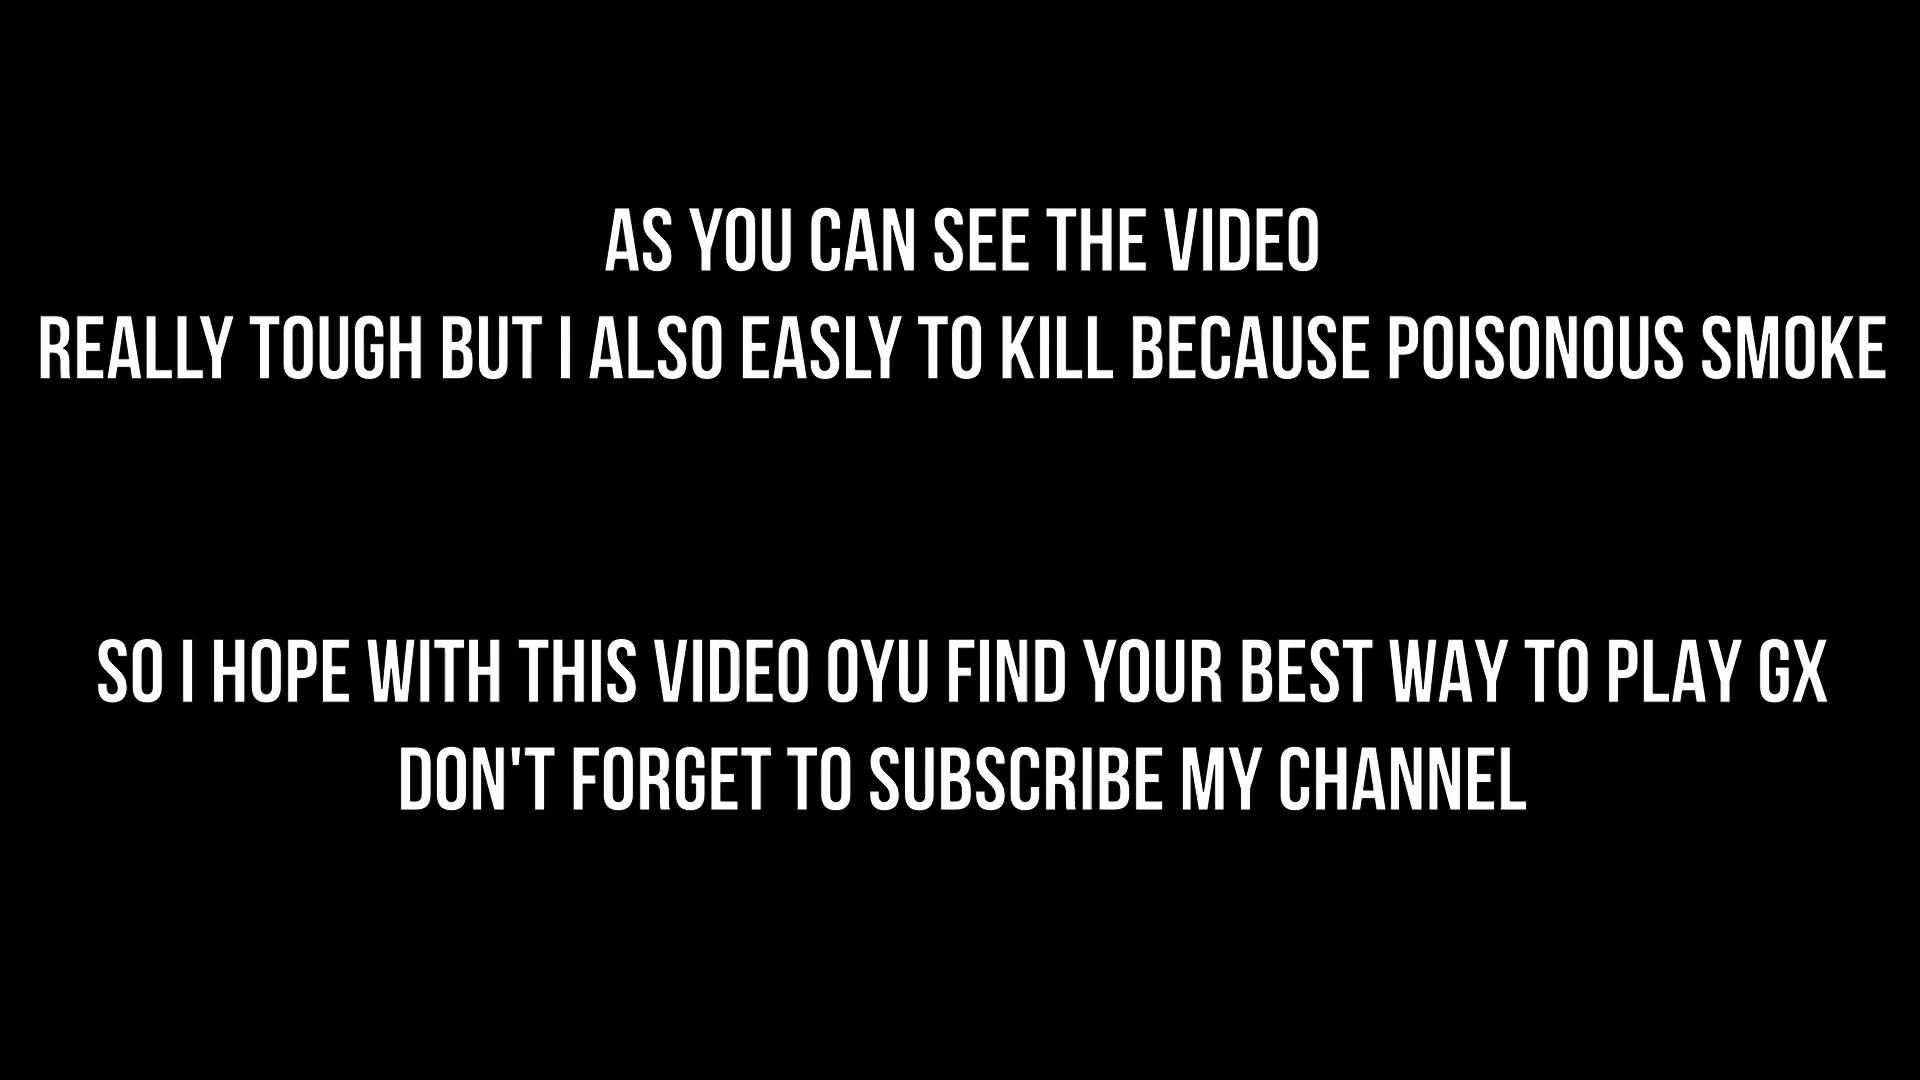 AS YOU CAN SEE THE VIDEO
REALLY TOUGH BUT I ALSO EASLY TO KILL BECAUSE POISONOUS SMOKE
SO I HOPE WITH THIS VIDEO OYU FIND YOUR BEST WAY TO PLAY GX
DON'T FORGET TO SUBSCRIBE MY CHANNEL